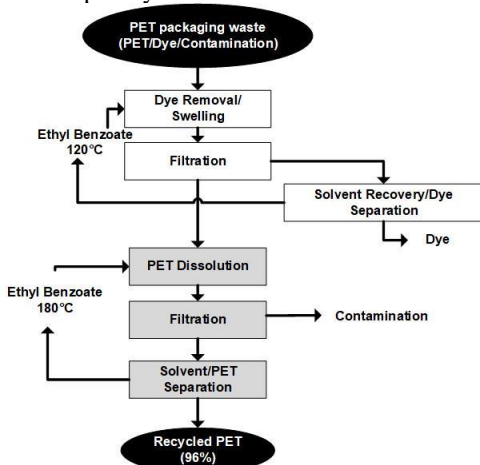 PET packaging waste
(PET/Dye/Contamination)
Dye Removal/
Swelling
Ethyl Benzoate
120°C
Filtration
Solvent Recovery/Dye
Separation
Dye
PET Dissolution
Ethyl Benzoate
180°C
Filtration
Contamination
Solvent/PET
Separation
Recycled PET
(96%)